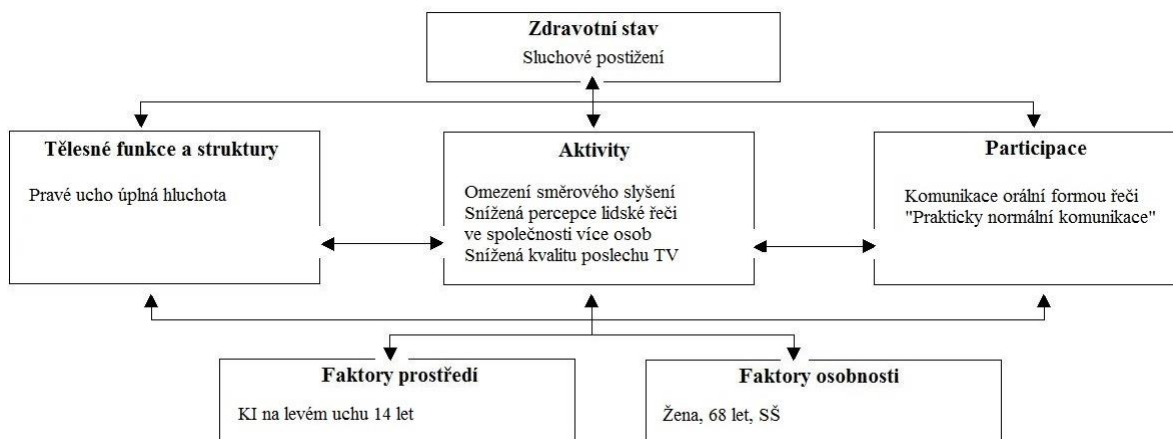 Zdravotní stav
Sluchové postižení
Tělesné funkce a struktury
Pravé ucho úplná hluchota
Aktivity
Omezení směrového slyšení
Snížená percepce lidské řeči
ve společnosti více osob
Snížená kvalitu poslechu TV
Participace
Komunikace orální formou řeči
"Prakticky normální komunikace"
Faktory prostředí
KI na levém uchu 14 let
Faktory osobnosti
Žena, 68 let, SŠ